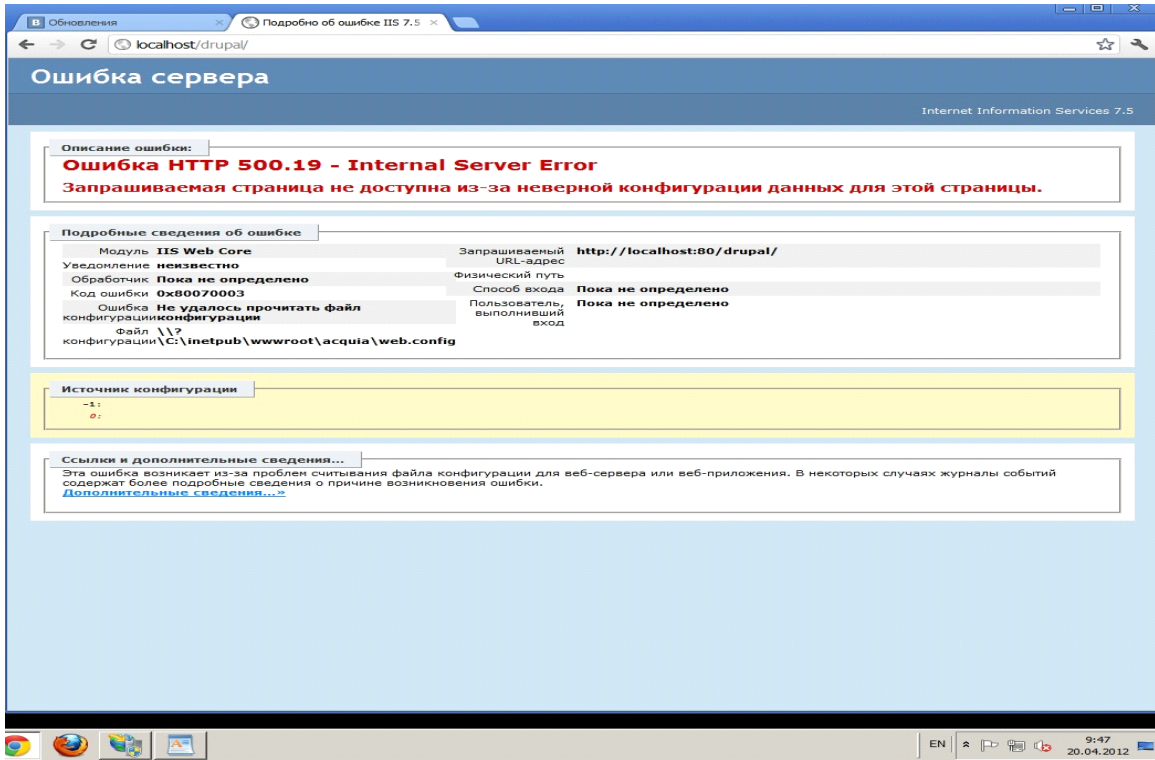 B Обновления
Подробно об ошибке IIS 7.5
localhost/drupal/
Ошибка сервера
Internet Information Services 7.5
Описание ошибки:
Ошибка HTTP 500.19 - Internal Server Error
Запрашиваемая страница не доступна из-за неверной конфигурации данных для этой страницы.
Подробные сведения об ошибке
Модуль IIS Web Core
Уведомление неизвестно
Обработчик Пока не определено
Код ошибки 0x80070003
Ошибка Не удалось прочитать файл
конфигурации конфигурации
Файл \\?
конфигурации \C:\inetpub\wwwroot\acquia\web.config
Запрашиваемый http://localhost:80/drupal/
URL-адрес
Физический путь
Способ входа Пока не определено
Пользователь, Пока не определено
выполнивший
вход
Источник конфигурации
-1:
0:
Ссылки и дополнительные сведения...
Эта ошибка возникает из-за проблем считывания файла конфигурации для веб-сервера или веб-приложения. В некоторых случаях журналы событий
содержат более подробные сведения о причине возникновения ошибки.
Дополнительные сведения...»
EN
9:47
20.04.2012